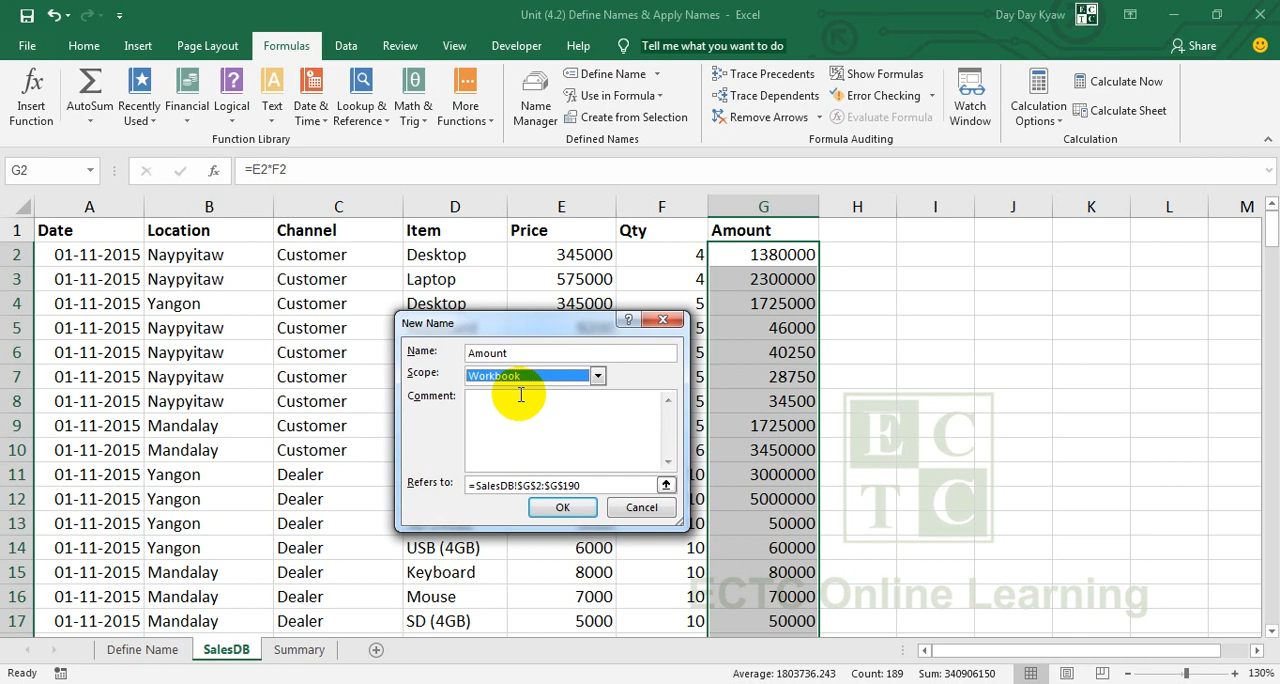 Unit (4.2) Define Names & Apply Names - Excel
Day Day Kyaw
File Home Insert Page Layout Formulas Data Review View Developer Help Tell me what you want to do Share
Insert Function
AutoSum
Recently Used
Financial
Logical
Text
Date & Time
Lookup & Reference
Math & Trig
More Functions
Function Library
Name Manager
Define Name
Use in Formula
Create from Selection
Defined Names
Trace Precedents
Trace Dependents
Remove Arrows
Show Formulas
Error Checking
Evaluate Formula
Formula Auditing
Watch Window
Calculation Options
Calculate Now
Calculate Sheet
Calculation
G2 =E2*F2
A B C D E F G H I J K L M
1 Date Location Channel Item Price Qty Amount
2 01-11-2015 Naypyitaw Customer Desktop 345000 4 1380000
3 01-11-2015 Naypyitaw Customer Laptop 575000 4 2300000
4 01-11-2015 Yangon Customer Desktop 345000 5 1725000
5 01-11-2015 Naypyitaw Customer 5 46000
6 01-11-2015 Naypyitaw Customer 5 40250
7 01-11-2015 Naypyitaw Customer 5 28750
8 01-11-2015 Naypyitaw Customer 5 34500
9 01-11-2015 Mandalay Customer 5 1725000
10 01-11-2015 Mandalay Customer 6 3450000
11 01-11-2015 Yangon Dealer 10 3000000
12 01-11-2015 Yangon Dealer 10 5000000
13 01-11-2015 Yangon Dealer 10 50000
14 01-11-2015 Yangon Dealer USB (4GB) 6000 10 60000
15 01-11-2015 Mandalay Dealer Keyboard 8000 10 80000
16 01-11-2015 Mandalay Dealer Mouse 7000 10 70000
17 01-11-2015 Mandalay Dealer SD (4GB) 5000 10 50000
New Name
Name: Amount
Scope: Workbook
Comment:
Refers to: =SalesDB!$G$2:$G$190
OK Cancel
E C
T C
ECTC Online Learning
Define Name SalesDB Summary
Ready Average: 1803736.243 Count: 189 Sum: 340906150 130%